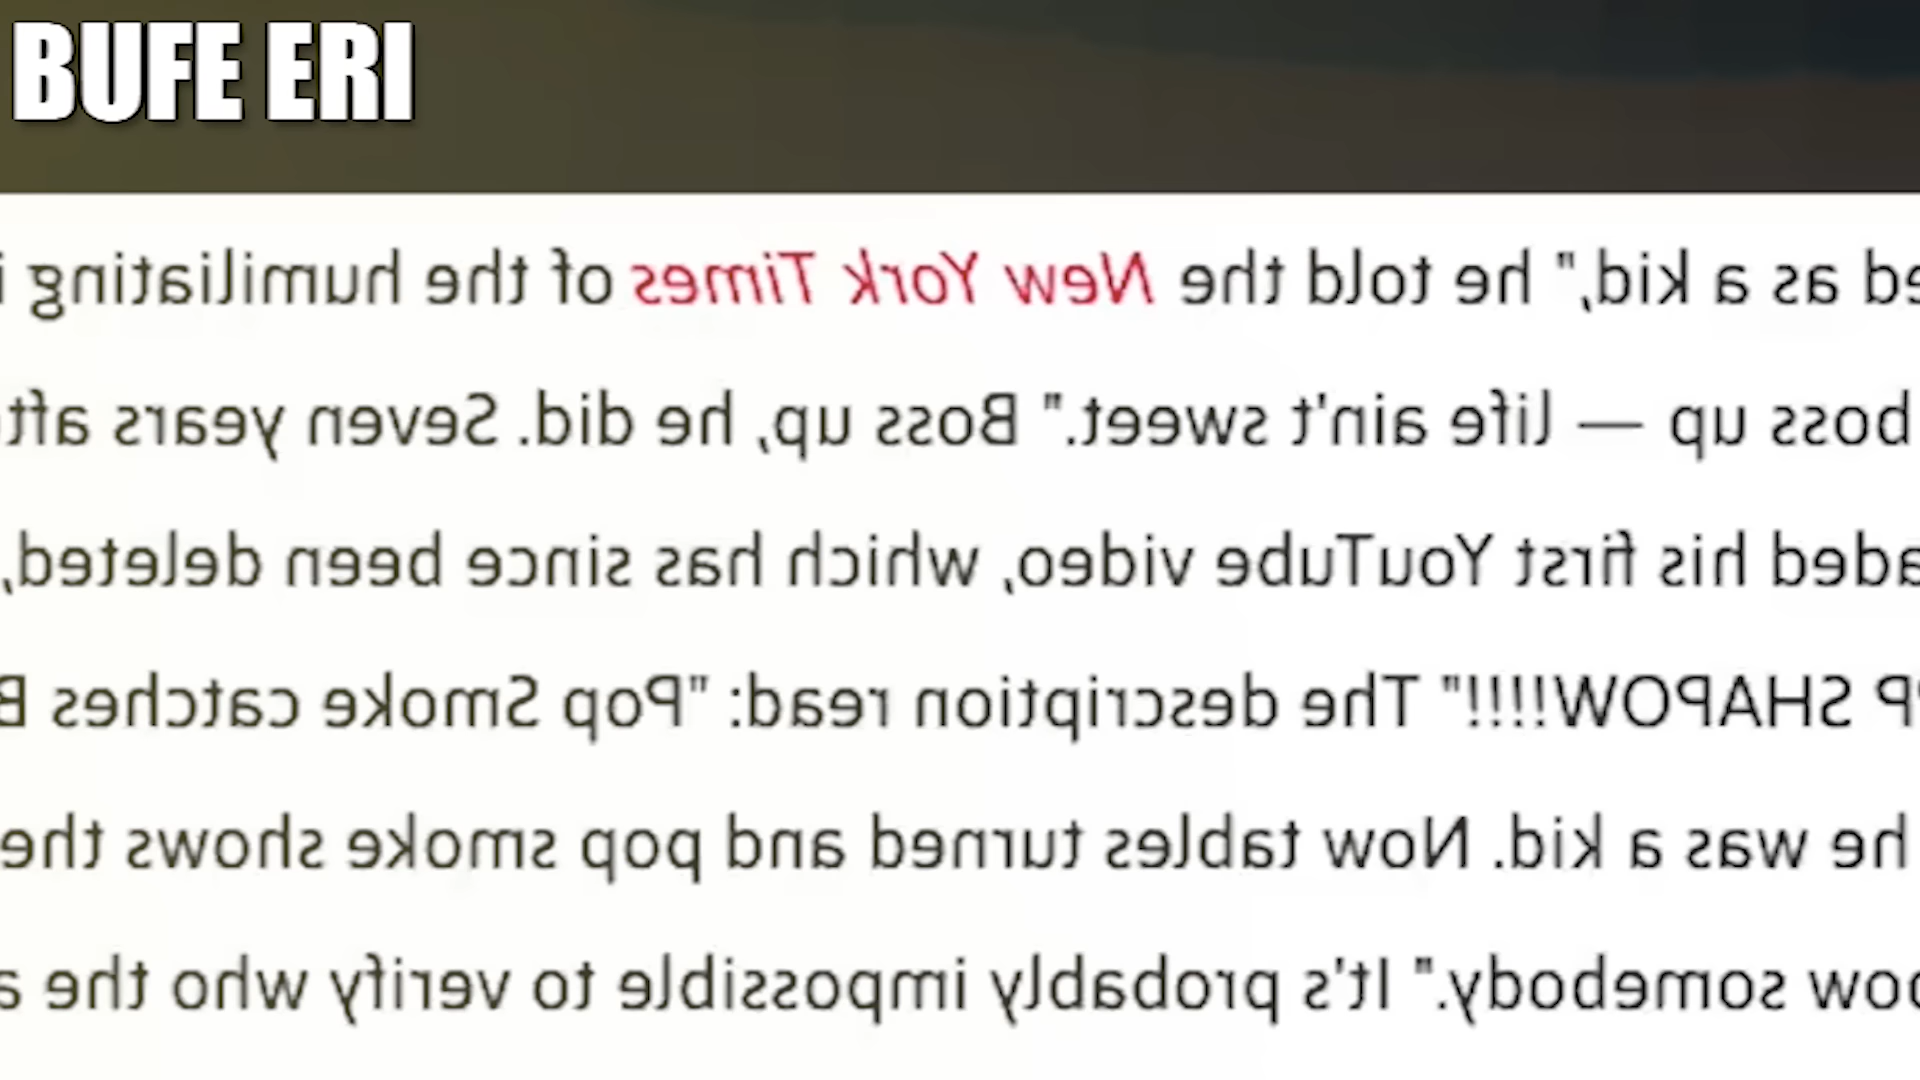 BUFE ERI
ed as a kid," he told the New York Times of the humiliating i
boss up — life ain't sweet." Boss up, he did. Seven years aft
aded his first YouTube video, which has since been deleted,
P SHAPOW!!!!" The description read: "Pop Smoke catches B
he was a kid. Now tables turned and pop smoke shows the
somebody." It's probably impossible to verify who the a